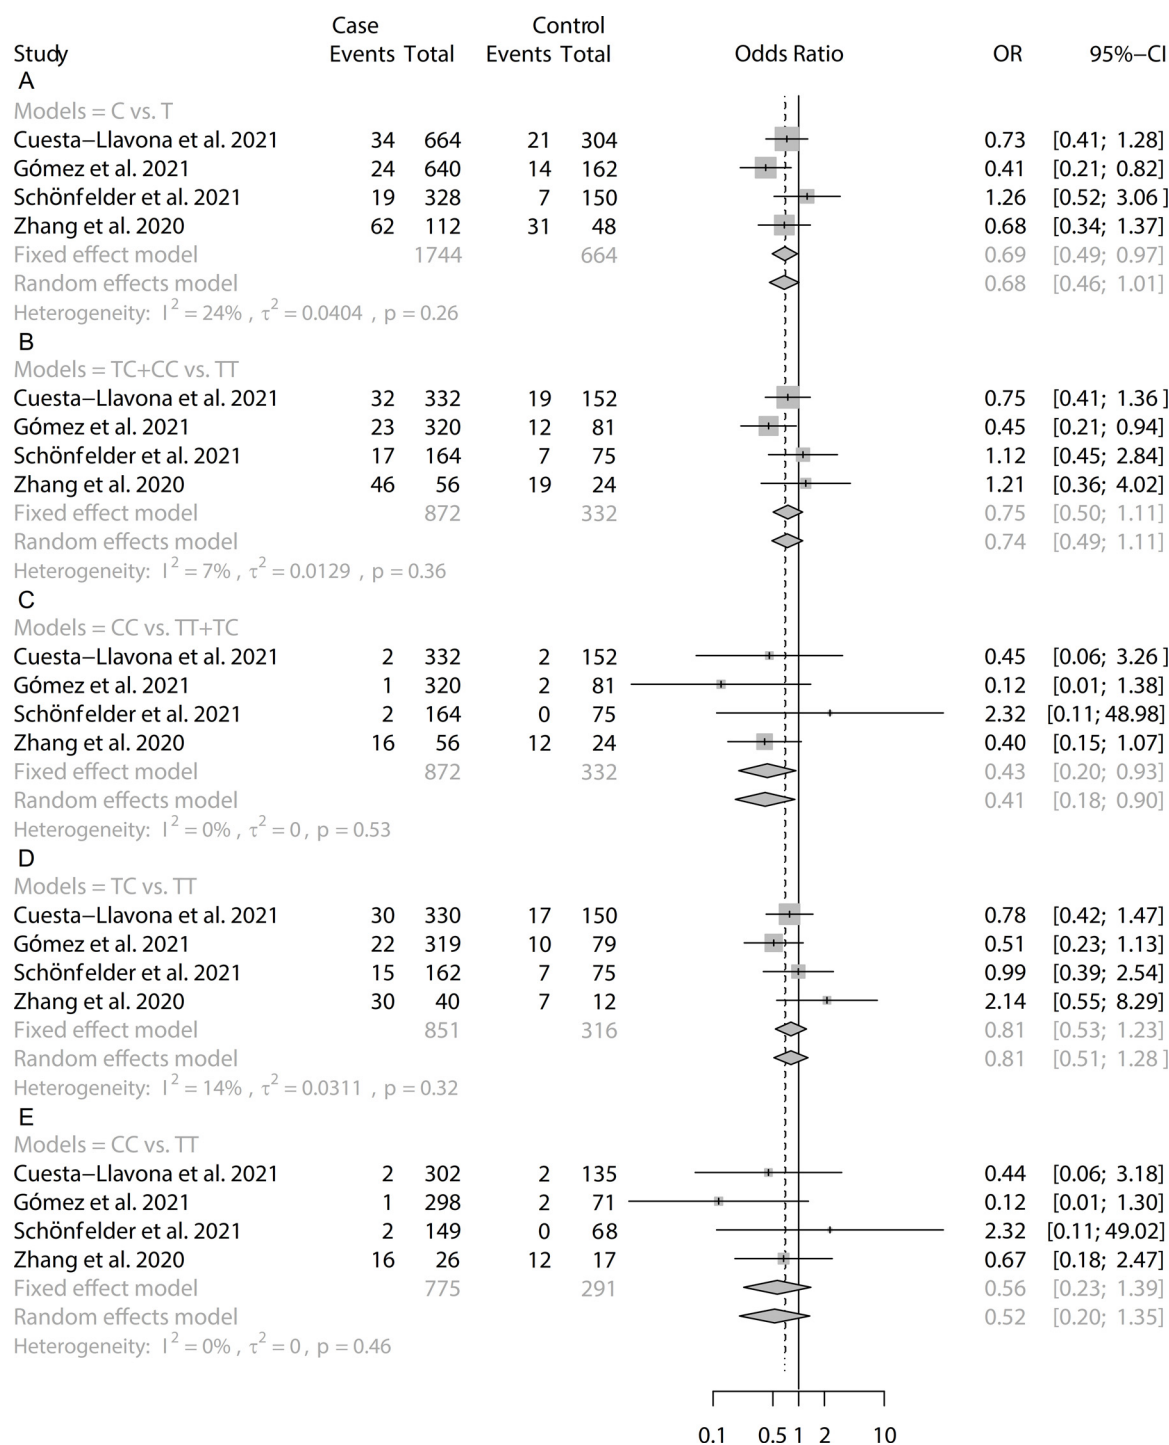 Case Control
Study Events Total Events Total Odds Ratio OR 95%−CI
A
Models = C vs. T
Cuesta−Llavona et al. 2021 34 664 21 304 0.73 [0.41; 1.28]
Gómez et al. 2021 24 640 14 162 0.41 [0.21; 0.82]
Schönfelder et al. 2021 19 328 7 150 1.26 [0.52; 3.06]
Zhang et al. 2020 62 112 31 48 0.68 [0.34; 1.37]
Fixed effect model 1744 664 0.69 [0.49; 0.97]
Random effects model 0.68 [0.46; 1.01]
Heterogeneity: I² = 24%, τ² = 0.0404, p = 0.26
B
Models = TC+CC vs. TT
Cuesta−Llavona et al. 2021 32 332 19 152 0.75 [0.41; 1.36]
Gómez et al. 2021 23 320 12 81 0.45 [0.21; 0.94]
Schönfelder et al. 2021 17 164 7 75 1.12 [0.45; 2.84]
Zhang et al. 2020 46 56 19 24 1.21 [0.36; 4.02]
Fixed effect model 872 332 0.75 [0.50; 1.11]
Random effects model 0.74 [0.49; 1.11]
Heterogeneity: I² = 7%, τ² = 0.0129, p = 0.36
C
Models = CC vs. TT+TC
Cuesta−Llavona et al. 2021 2 332 2 152 0.45 [0.06; 3.26]
Gómez et al. 2021 1 320 2 81 0.12 [0.01; 1.38]
Schönfelder et al. 2021 2 164 0 75 2.32 [0.11; 48.98]
Zhang et al. 2020 16 56 12 24 0.40 [0.15; 1.07]
Fixed effect model 872 332 0.43 [0.20; 0.93]
Random effects model 0.41 [0.18; 0.90]
Heterogeneity: I² = 0%, τ² = 0, p = 0.53
D
Models = TC vs. TT
Cuesta−Llavona et al. 2021 30 330 17 150 0.78 [0.42; 1.47]
Gómez et al. 2021 22 319 10 79 0.51 [0.23; 1.13]
Schönfelder et al. 2021 15 162 7 75 0.99 [0.39; 2.54]
Zhang et al. 2020 30 40 7 12 2.14 [0.55; 8.29]
Fixed effect model 851 316 0.81 [0.53; 1.23]
Random effects model 0.81 [0.51; 1.28]
Heterogeneity: I² = 14%, τ² = 0.0311, p = 0.32
E
Models = CC vs. TT
Cuesta−Llavona et al. 2021 2 302 2 135 0.44 [0.06; 3.18]
Gómez et al. 2021 1 298 2 71 0.12 [0.01; 1.30]
Schönfelder et al. 2021 2 149 0 68 2.32 [0.11; 49.02]
Zhang et al. 2020 16 26 12 17 0.67 [0.18; 2.47]
Fixed effect model 775 291 0.56 [0.23; 1.39]
Random effects model 0.52 [0.20; 1.35]
Heterogeneity: I² = 0%, τ² = 0, p = 0.46
0.1 0.5 1 2 10